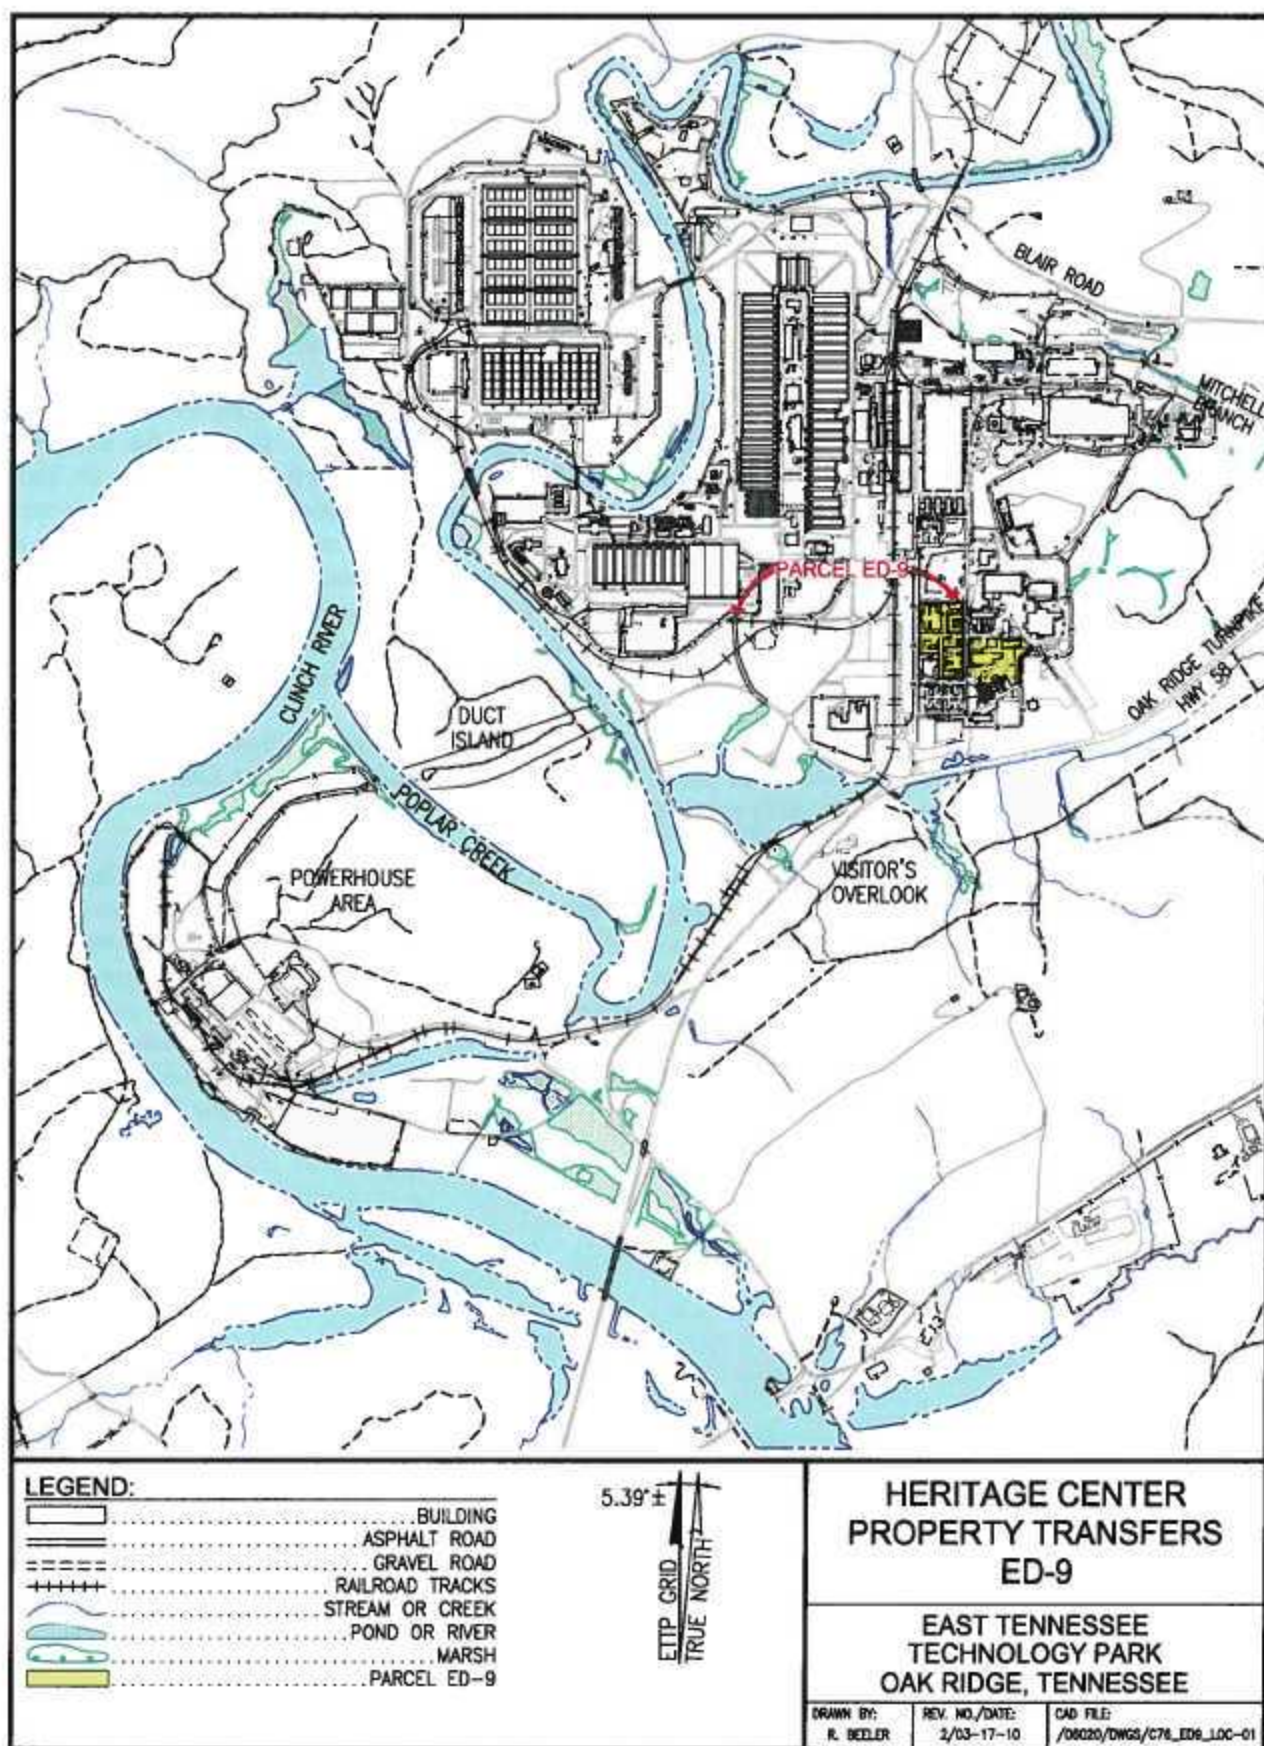 BLAIR ROAD
MITCHELL
BRANCH
PARCEL ED-9
CLINCH RIVER
OAK RIDGE TURNPIKE
HWY 58
DUCT
ISLAND
POPLAR CREEK
POWERHOUSE
AREA
VISITOR'S
OVERLOOK
LEGEND:
BUILDING
ASPHALT ROAD
GRAVEL ROAD
RAILROAD TRACKS
STREAM OR CREEK
POND OR RIVER
MARSH
PARCEL ED-9
5.39°±
ETTP GRID
TRUE NORTH
HERITAGE CENTER
PROPERTY TRANSFERS
ED-9
EAST TENNESSEE
TECHNOLOGY PARK
OAK RIDGE, TENNESSEE
DRAWN BY:
R. BEELER
REV. NO./DATE:
2/03-17-10
CAD FILE:
/06020/DWGS/C76_ED9_LOC-01